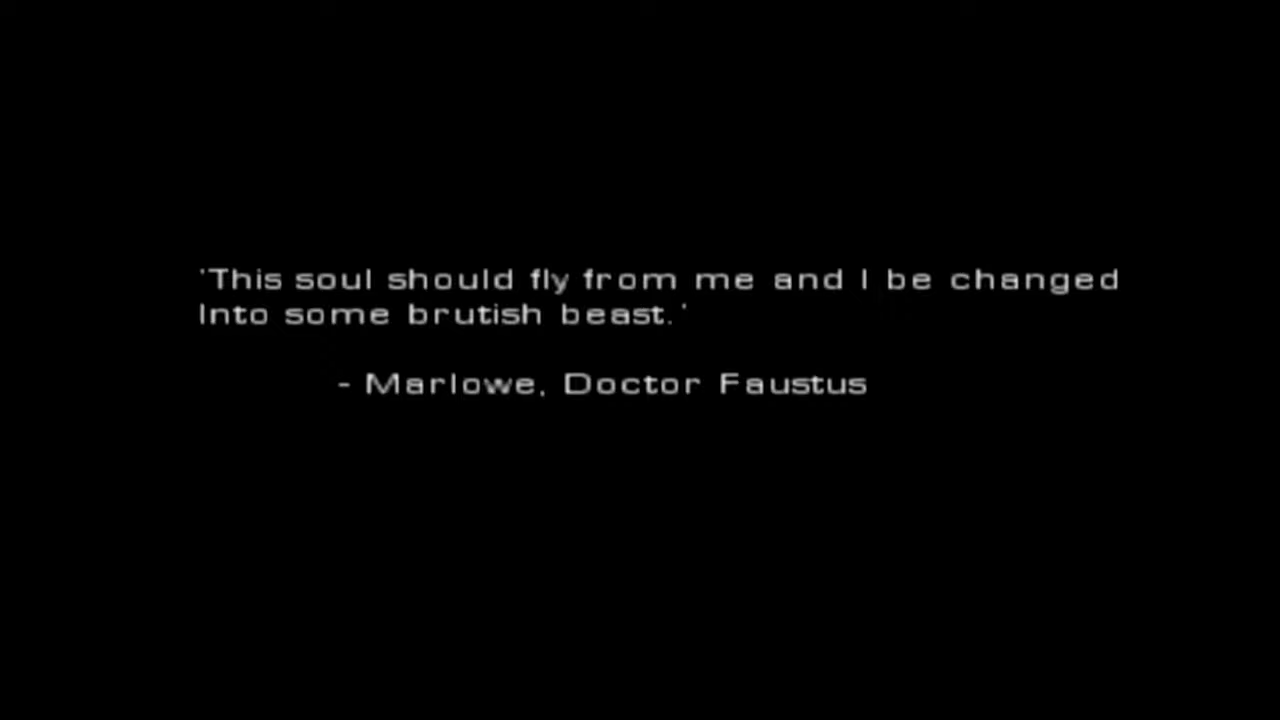 'This soul should fly from me and I be changed
Into some brutish beast.'
- Marlowe, Doctor Faustus